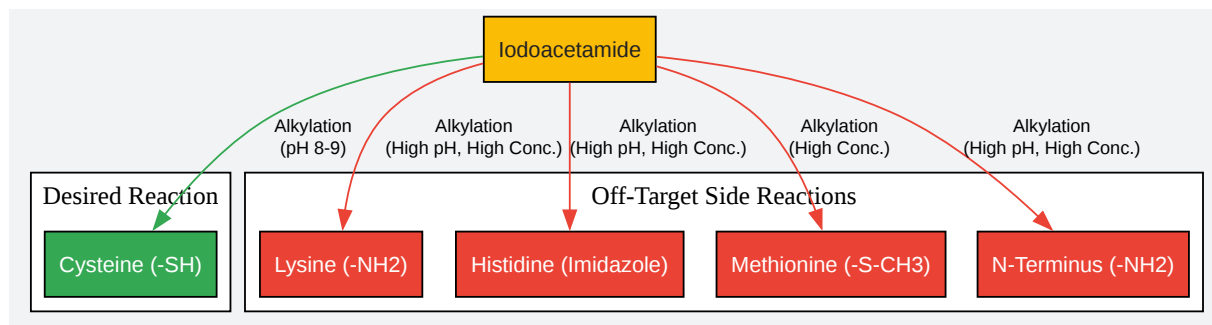 Iodoacetamide
Alkylation
(pH 8-9)
Alkylation
(High pH, High Conc.)
Alkylation
(High pH, High Conc.)
Alkylation
(High Conc.)
Alkylation
(High pH, High Conc.)
Desired Reaction
Off-Target Side Reactions
Cysteine (-SH)
Lysine (-NH2)
Histidine (Imidazole)
Methionine (-S-CH3)
N-Terminus (-NH2)